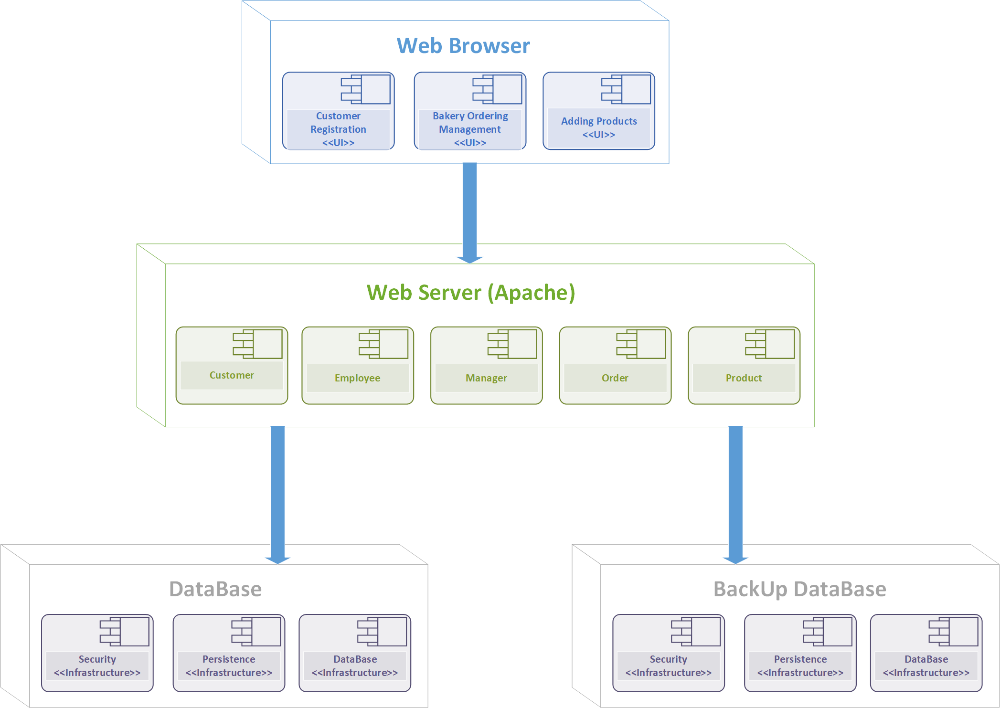 Web Browser
Customer
Registration
<<UI>>
Bakery Ordering
Management
<<UI>>
Adding Products
<<UI>>
Web Server (Apache)
Customer
Employee
Manager
Order
Product
DataBase
Security
<<Infrastructure>>
Persistence
<<Infrastructure>>
DataBase
<<Infrastructure>>
BackUp DataBase
Security
<<Infrastructure>>
Persistence
<<Infrastructure>>
DataBase
<<Infrastructure>>